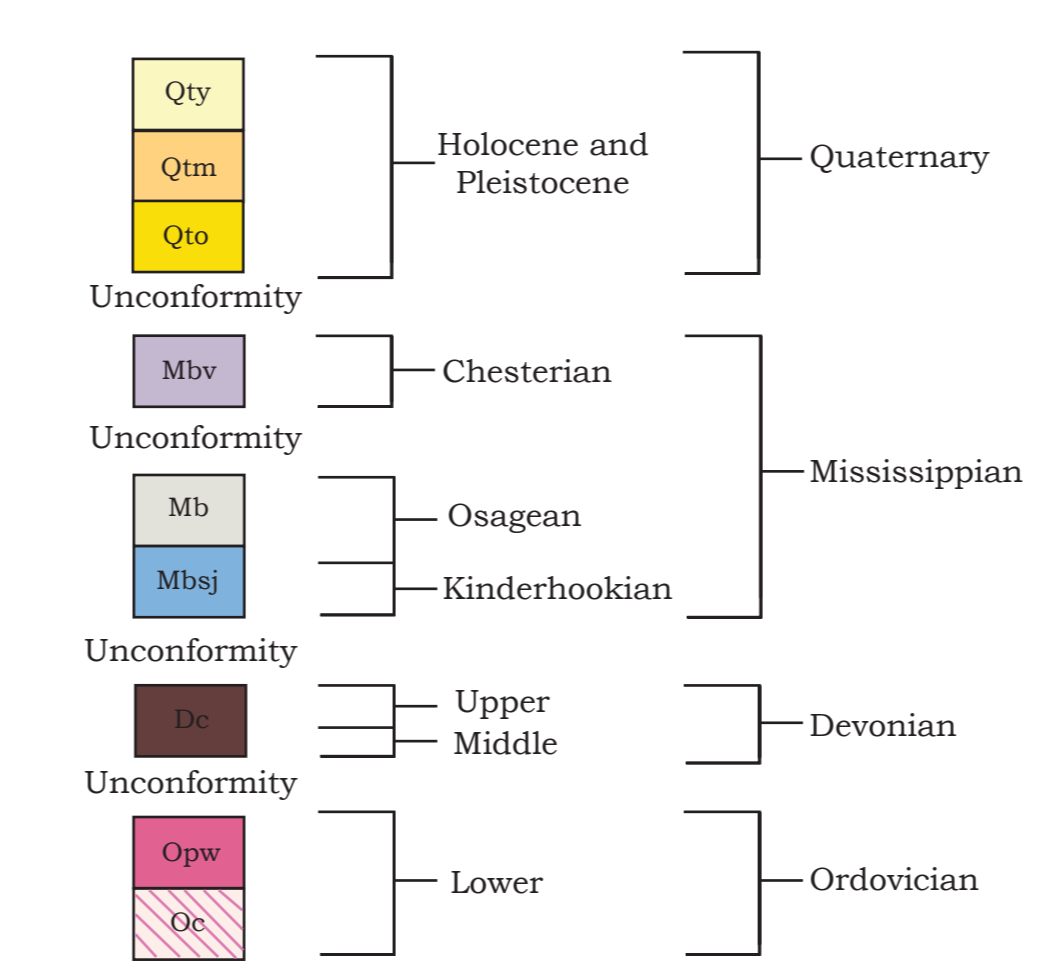 Qty
Qtm
Qto
Holocene and
Pleistocene
Quaternary
Unconformity
Mbv
Chesterian
Unconformity
Mb
Mbsj
Osagean
Kinderhookian
Mississippian
Unconformity
Dc
Upper
Middle
Devonian
Unconformity
Opw
Oc
Lower
Ordovician